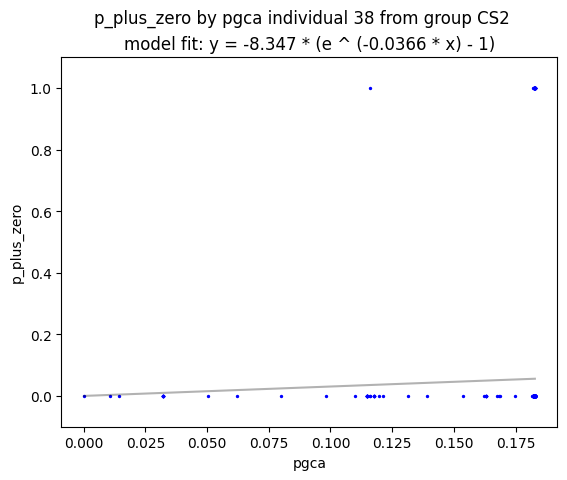 p_plus_zero by pgca individual 38 from group CS2
model fit: y = -8.347 * (e ^ (-0.0366 * x) - 1)
1.0
0.8
0.6
0.4
0.2
0.0
p_plus_zero
0.000 0.025 0.050 0.075 0.100 0.125 0.150 0.175
pgca